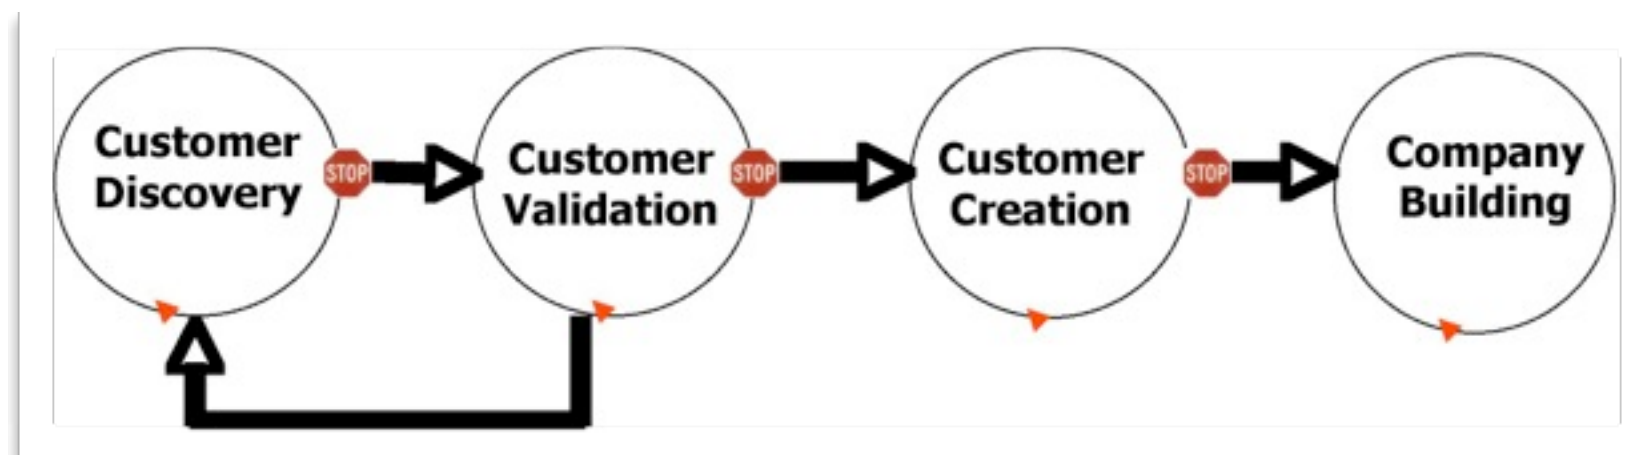 Customer
Discovery
STOP
Customer
Validation
STOP
Customer
Creation
STOP
Company
Building